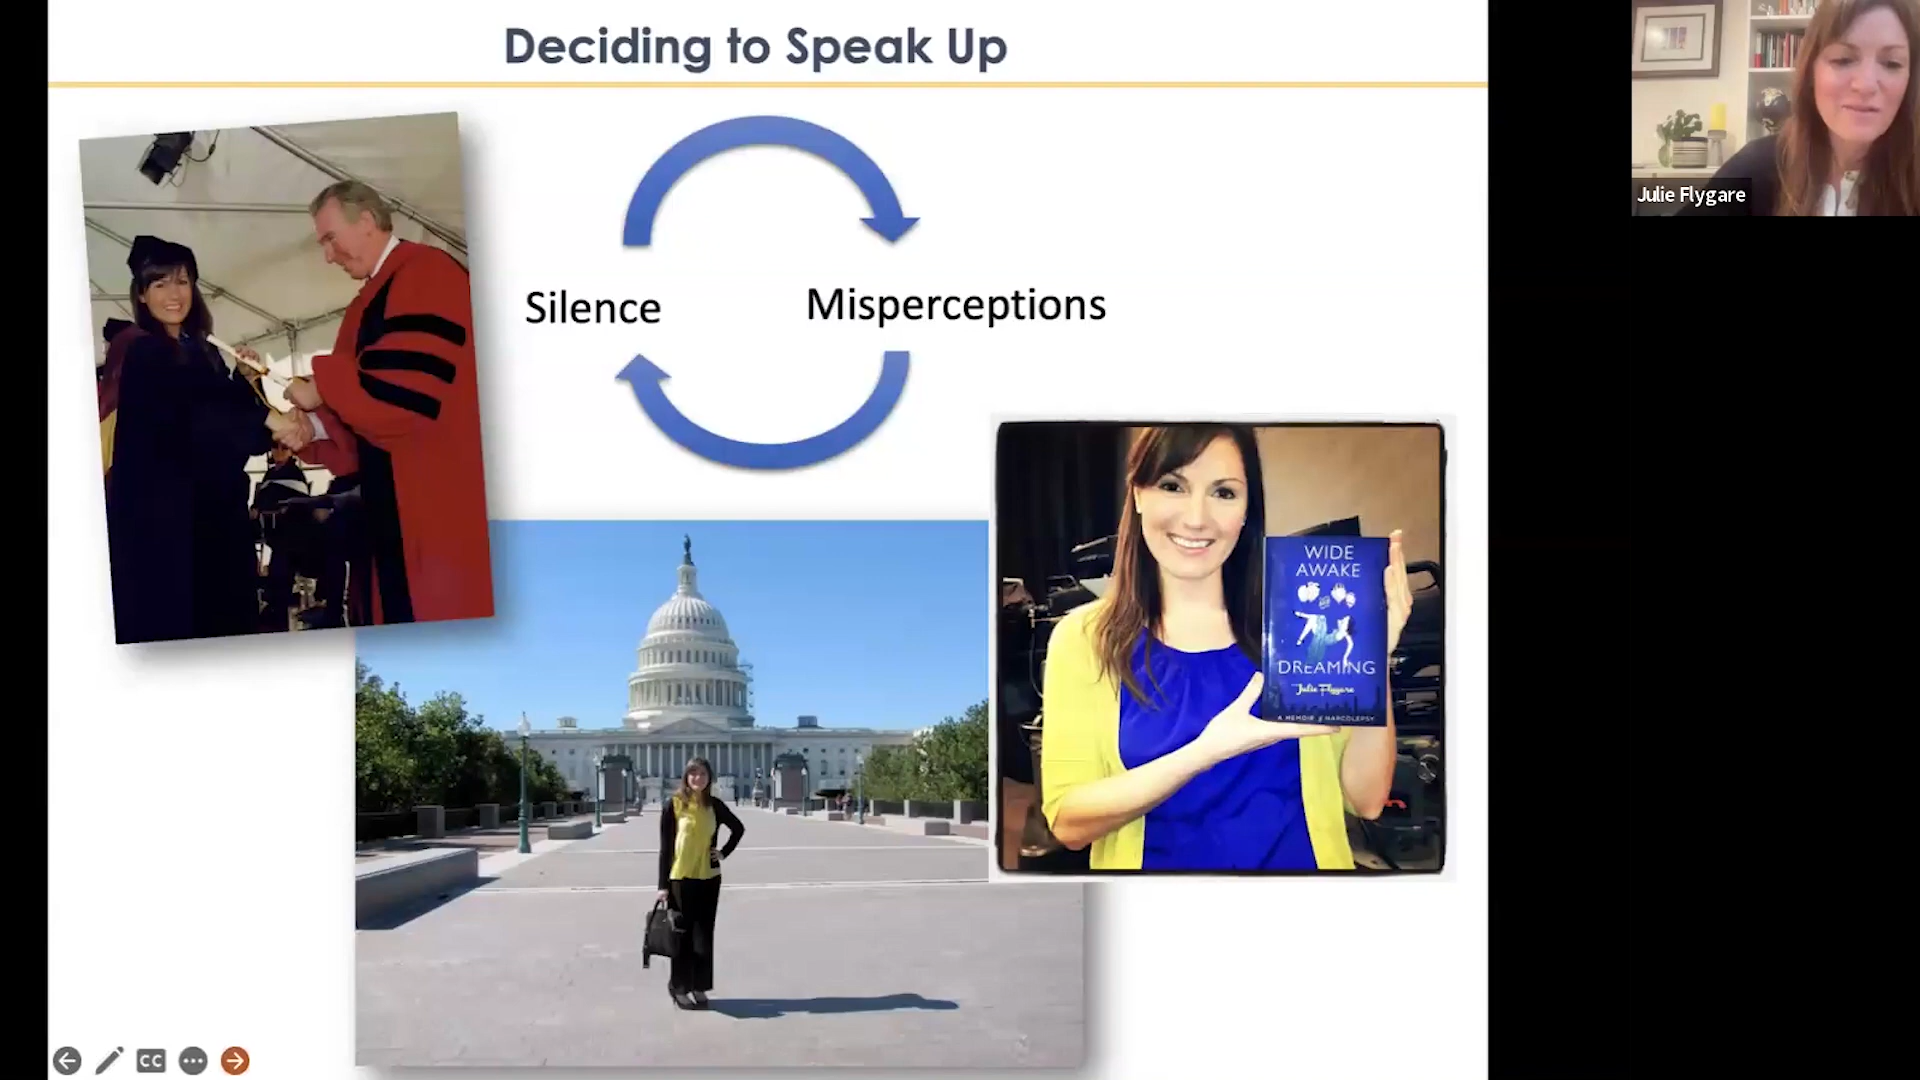 Deciding to Speak Up
Julie Flygare
Silence
Misperceptions
WIDE
AWAKE
DREAMING
Julie Flygare
A MEMOIR of NARCOLEPSY
CC